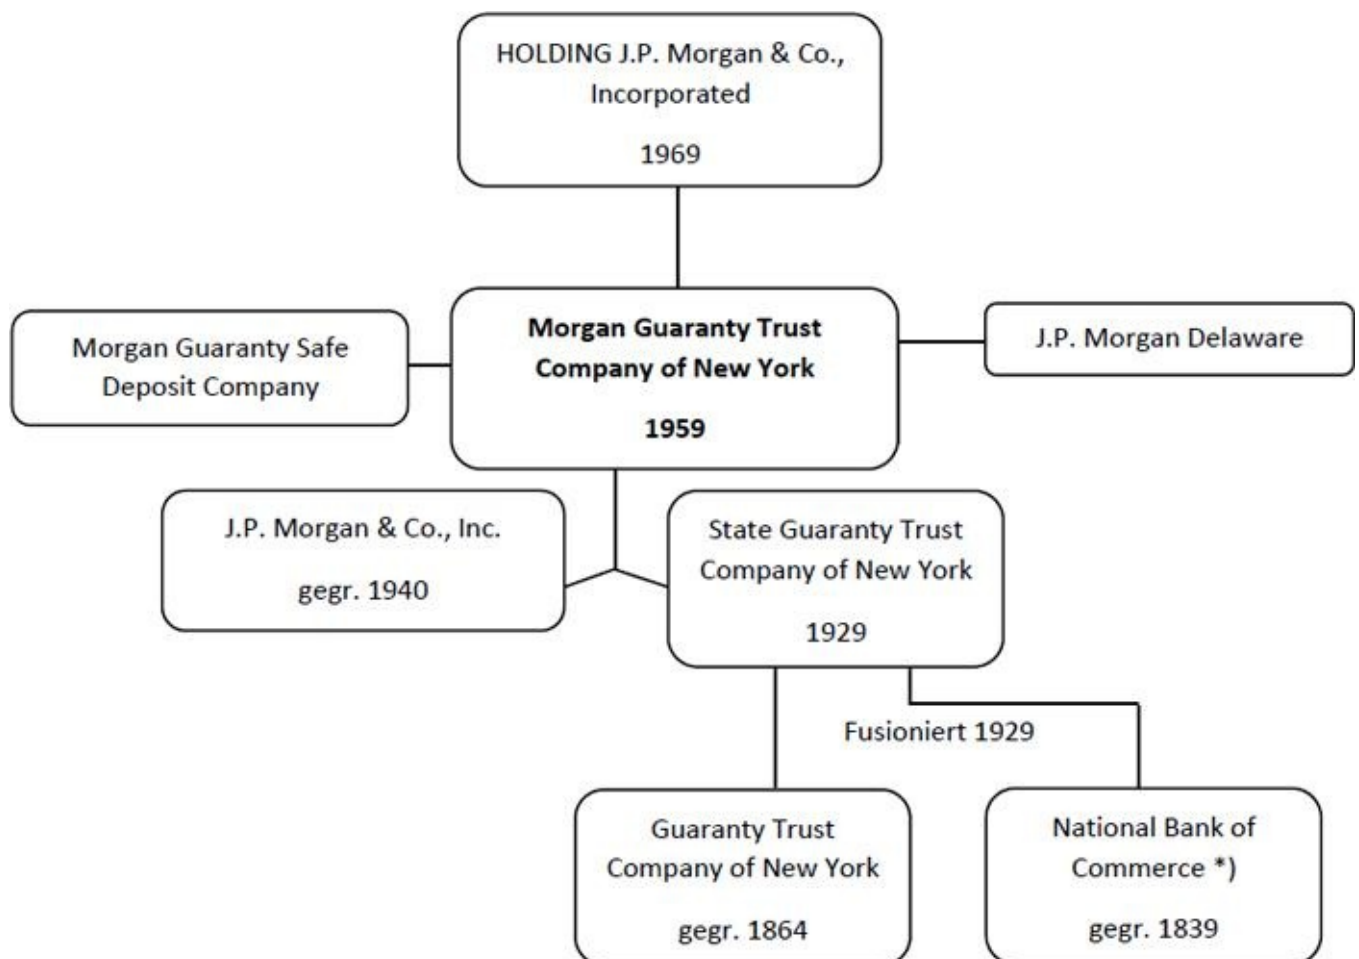 HOLDING J.P. Morgan & Co.,
Incorporated
1969
Morgan Guaranty Safe
Deposit Company
Morgan Guaranty Trust
Company of New York
1959
J.P. Morgan Delaware
J.P. Morgan & Co., Inc.
gegr. 1940
State Guaranty Trust
Company of New York
1929
Fusioniert 1929
Guaranty Trust
Company of New York
gegr. 1864
National Bank of
Commerce *)
gegr. 1839